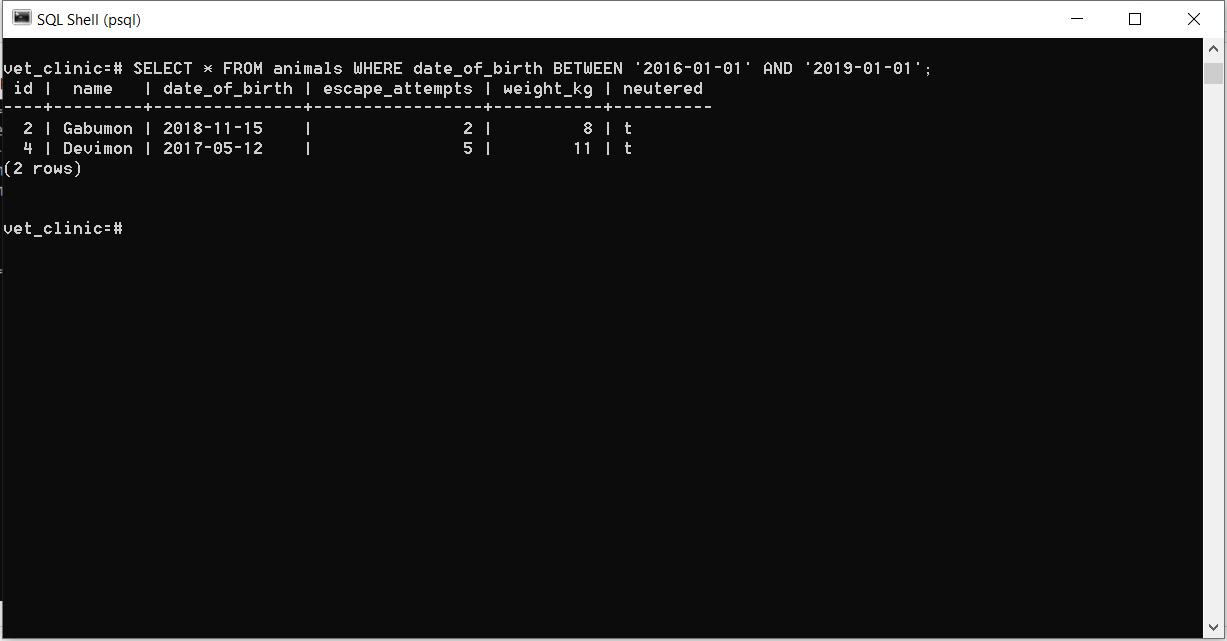 SQL Shell (psql)
vet_clinic=# SELECT * FROM animals WHERE date_of_birth BETWEEN '2016-01-01' AND '2019-01-01';
 id |  name   | date_of_birth | escape_attempts | weight_kg | neutered
----+---------+---------------+-----------------+-----------+----------
  2 | Gabumon | 2018-11-15    |               2 |         8 | t
  4 | Devimon | 2017-05-12    |               5 |        11 | t
(2 rows)
vet_clinic=#